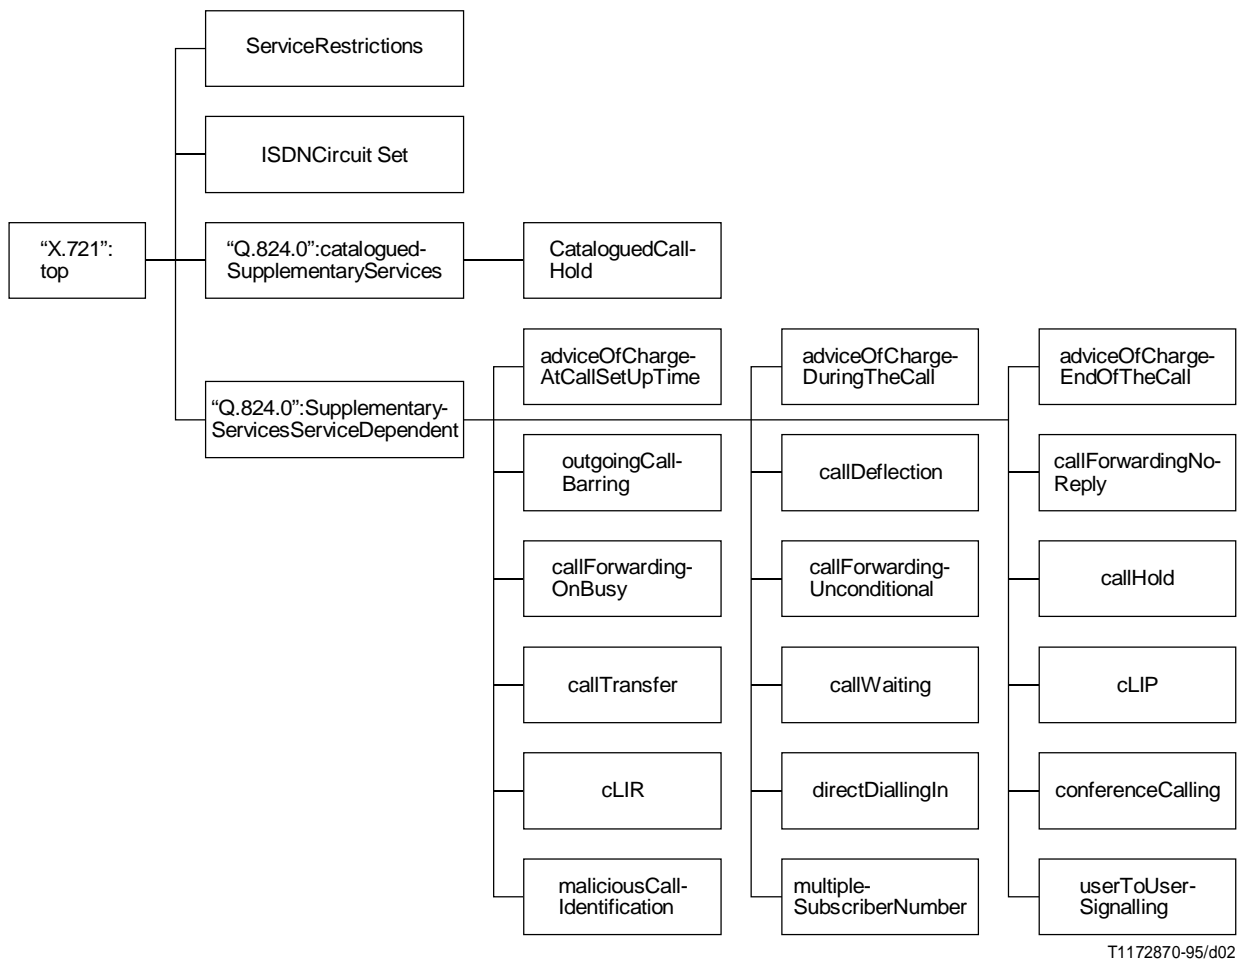 ServiceRestrictions
ISDNCircuit Set
“X.721”:
top
“Q.824.0”:catalogued-
SupplementaryServices
CataloguedCall-
Hold
“Q.824.0”:Supplementary-
ServicesServiceDependent
adviceOfCharge-
AtCallSetUpTime
adviceOfCharge-
DuringTheCall
adviceOfCharge-
EndOfTheCall
outgoingCall-
Barring
callDeflection
callForwardingNo-
Reply
callForwarding-
OnBusy
callForwarding-
Unconditional
callHold
callTransfer
callWaiting
cLIP
cLIR
directDiallingIn
conferenceCalling
maliciousCall-
Identification
multiple-
SubscriberNumber
userToUser-
Signalling
T1172870-95/d02